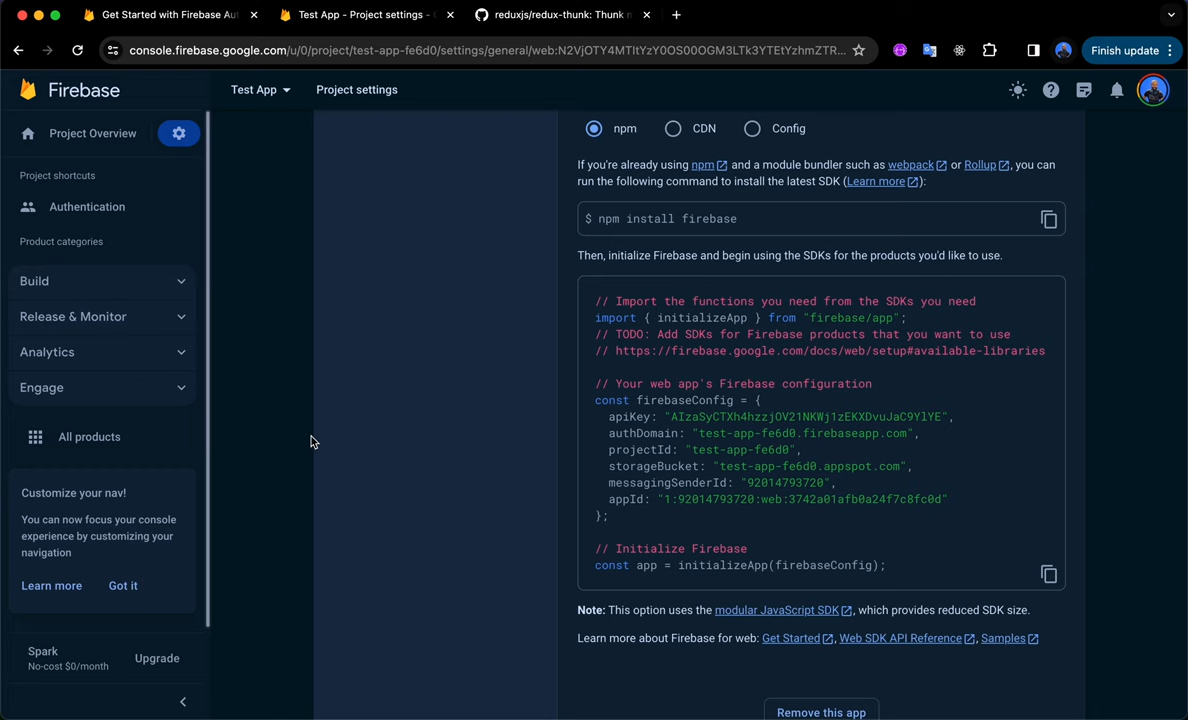 Get Started with Firebase Aut
Test App - Project settings -
reduxjs/redux-thunk: Thunk m
console.firebase.google.com/u/0/project/test-app-fe6d0/settings/general/web:N2VjOTY4MTItYzY0OS00OGM3LTk3YTEtYzhmZTR...
Finish update
Firebase
Test App
Project settings
Project Overview
Project shortcuts
Authentication
Product categories
Build
Release & Monitor
Analytics
Engage
All products
Customize your nav!
You can now focus your console
experience by customizing your
navigation
Learn more Got it
Spark
No-cost $0/month
Upgrade
npm CDN Config
If you're already using npm and a module bundler such as webpack or Rollup, you can
run the following command to install the latest SDK (Learn more):
$ npm install firebase
Then, initialize Firebase and begin using the SDKs for the products you'd like to use.
// Import the functions you need from the SDKs you need
import { initializeApp } from "firebase/app";
// TODO: Add SDKs for Firebase products that you want to use
// https://firebase.google.com/docs/web/setup#available-libraries
// Your web app's Firebase configuration
const firebaseConfig = {
apiKey: "AIzaSyCTXh4hzzjOV21NKWj1zEKXDvuJaC9YlYE",
authDomain: "test-app-fe6d0.firebaseapp.com",
projectId: "test-app-fe6d0",
storageBucket: "test-app-fe6d0.appspot.com",
messagingSenderId: "92014793720",
appId: "1:92014793720:web:3742a01afb0a24f7c8fc0d"
};
// Initialize Firebase
const app = initializeApp(firebaseConfig);
Note: This option uses the modular JavaScript SDK, which provides reduced SDK size.
Learn more about Firebase for web: Get Started, Web SDK API Reference, Samples
Remove this app